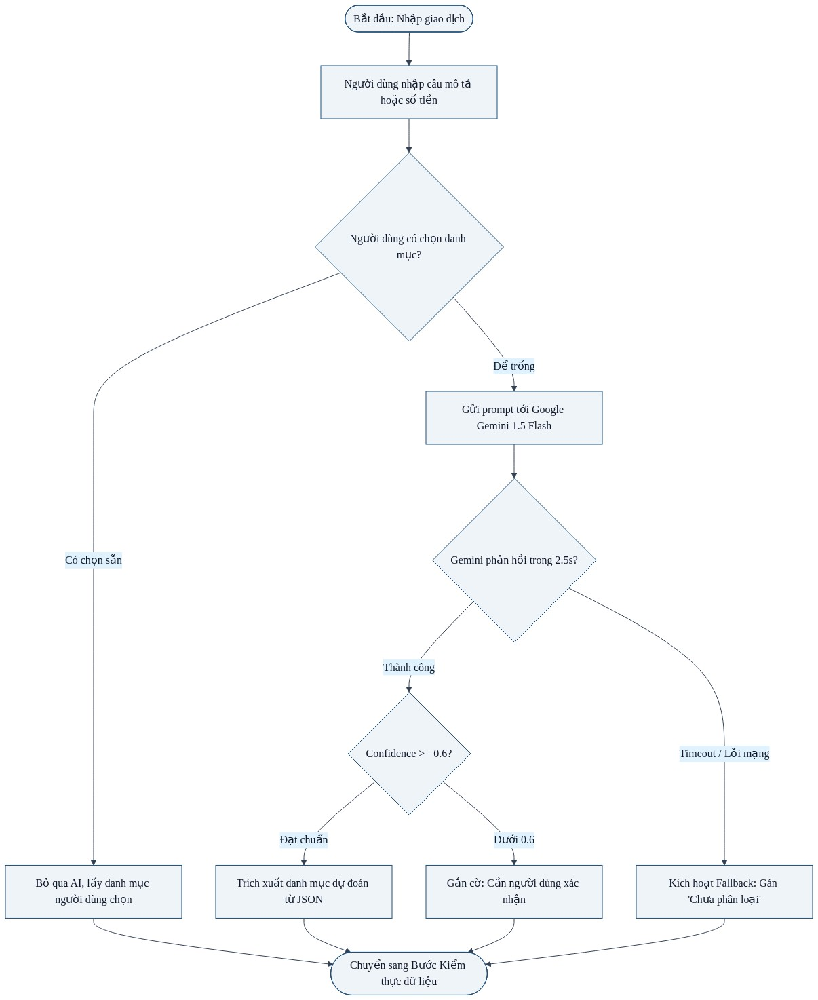 Bắt đầu: Nhập giao dịch
Người dùng nhập câu mô tả
hoặc số tiền
Người dùng có chọn danh
mục?
Để trống
Gửi prompt tới Google
Gemini 1.5 Flash
Có chọn sẵn
Gemini phản hồi trong 2.5s?
Thành công
Confidence >= 0.6?
Timeout / Lỗi mạng
Đạt chuẩn
Dưới 0.6
Bỏ qua AI, lấy danh mục
người dùng chọn
Trích xuất danh mục dự đoán
từ JSON
Gắn cờ: Cần người dùng xác
nhận
Kích hoạt Fallback: Gán
'Chưa phân loại'
Chuyển sang Bước Kiểm
thực dữ liệu